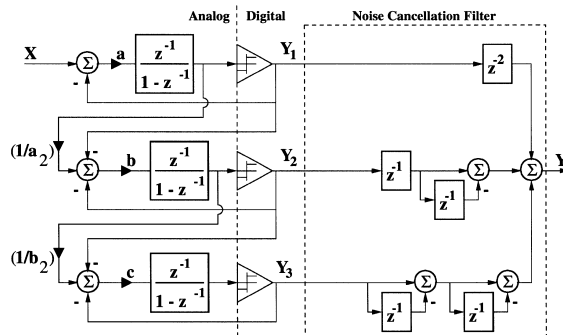 Analog Digital Noise Cancellation Filter
X - Σ a z⁻¹ / 1 - z⁻¹ Y₁ z⁻²
(1/a₂) - Σ - b z⁻¹ / 1 - z⁻¹ Y₂ z⁻¹ z⁻¹ - Σ Σ Y
(1/b₂) - Σ - c z⁻¹ / 1 - z⁻¹ Y₃ z⁻¹ - Σ z⁻¹ - Σ